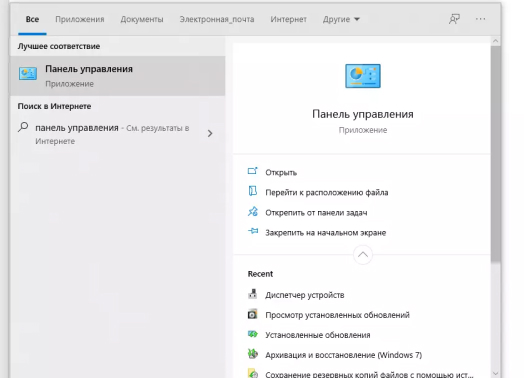 Все Приложения Документы Электронная_почта Интернет Другие
Лучшее соответствие
Панель управления
Приложение
Поиск в Интернете
панель управления - См. результаты в
Интернете
Панель управления
Приложение
Открыть
Перейти к расположению файла
Открепить от панели задач
Закрепить на начальном экране
Recent
Диспетчер устройств
Просмотр установленных обновлений
Установленные обновления
Архивация и восстановление (Windows 7)
Сохранение резервных копий файлов с помощью ист...